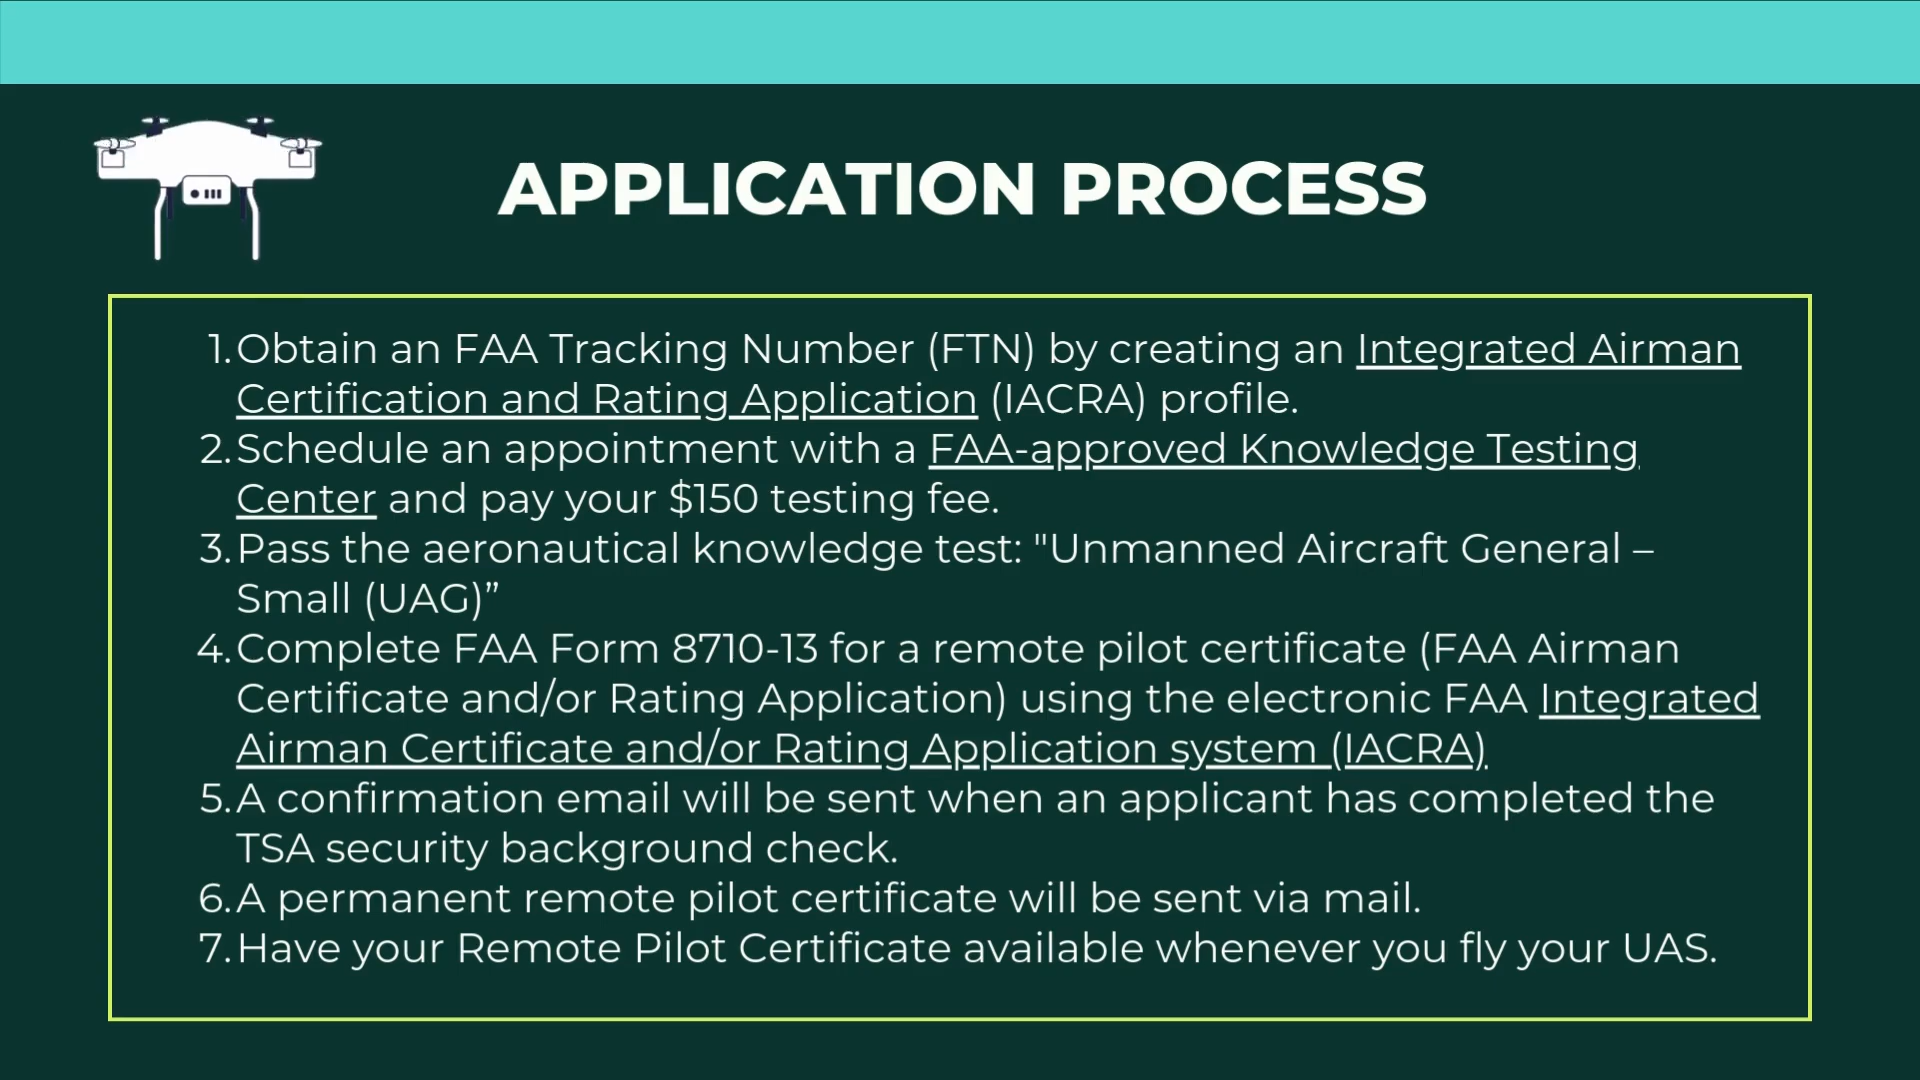 APPLICATION PROCESS
1. Obtain an FAA Tracking Number (FTN) by creating an Integrated Airman
Certification and Rating Application (IACRA) profile.
2. Schedule an appointment with a FAA-approved Knowledge Testing
Center and pay your $150 testing fee.
3. Pass the aeronautical knowledge test: "Unmanned Aircraft General –
Small (UAG)”
4. Complete FAA Form 8710-13 for a remote pilot certificate (FAA Airman
Certificate and/or Rating Application) using the electronic FAA Integrated
Airman Certificate and/or Rating Application system (IACRA).
5. A confirmation email will be sent when an applicant has completed the
TSA security background check.
6. A permanent remote pilot certificate will be sent via mail.
7. Have your Remote Pilot Certificate available whenever you fly your UAS.